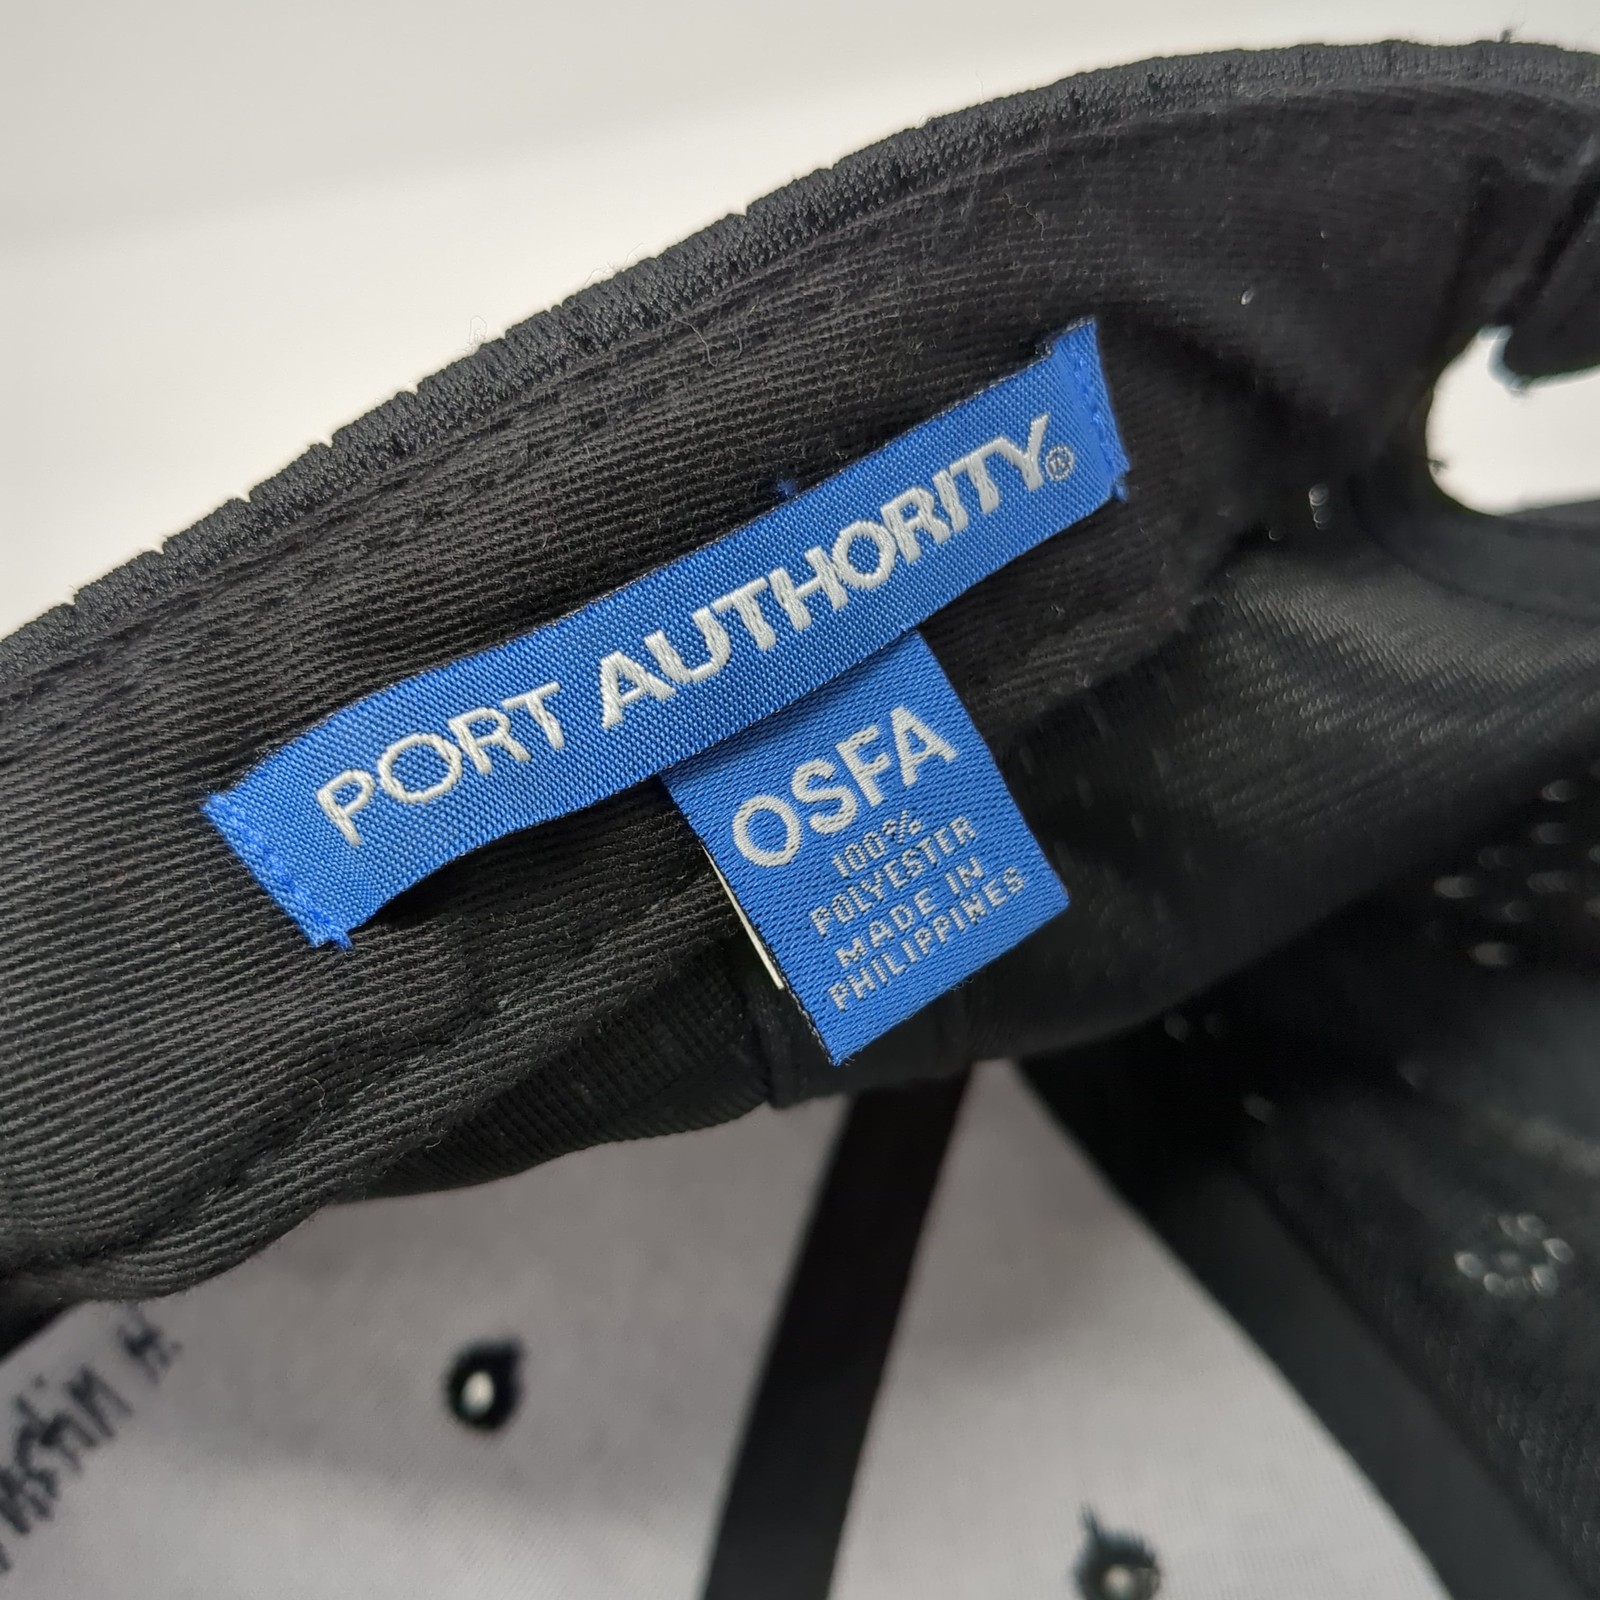 PORT AUTHORITY®
OSFA
100%
POLYESTER
MADE IN
PHILIPPINES